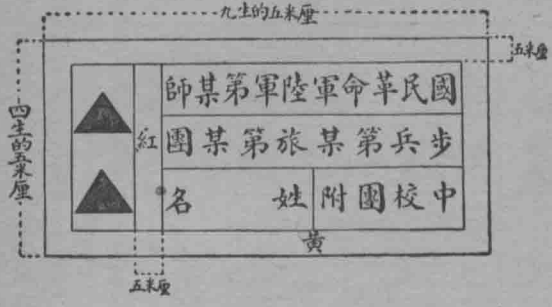 九生的五米厘
五米厘
四生的五米厘
國民革命軍陸軍第某師
步兵第某旅第某團
中校團附
姓名
紅
黃
五米厘